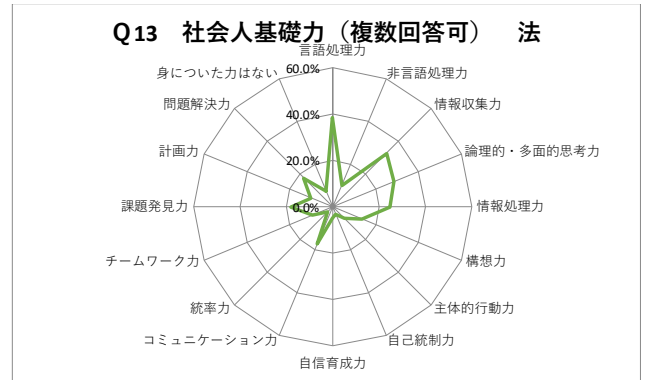 Q13 社会人基礎力（複数回答可） 法
言語処理力
非言語処理力
情報収集力
論理的・多面的思考力
情報処理力
構想力
主体的行動力
自己統制力
自信育成力
コミュニケーション力
統率力
チームワーク力
課題発見力
計画力
問題解決力
身についた力はない
60.0%
40.0%
20.0%
0.0%